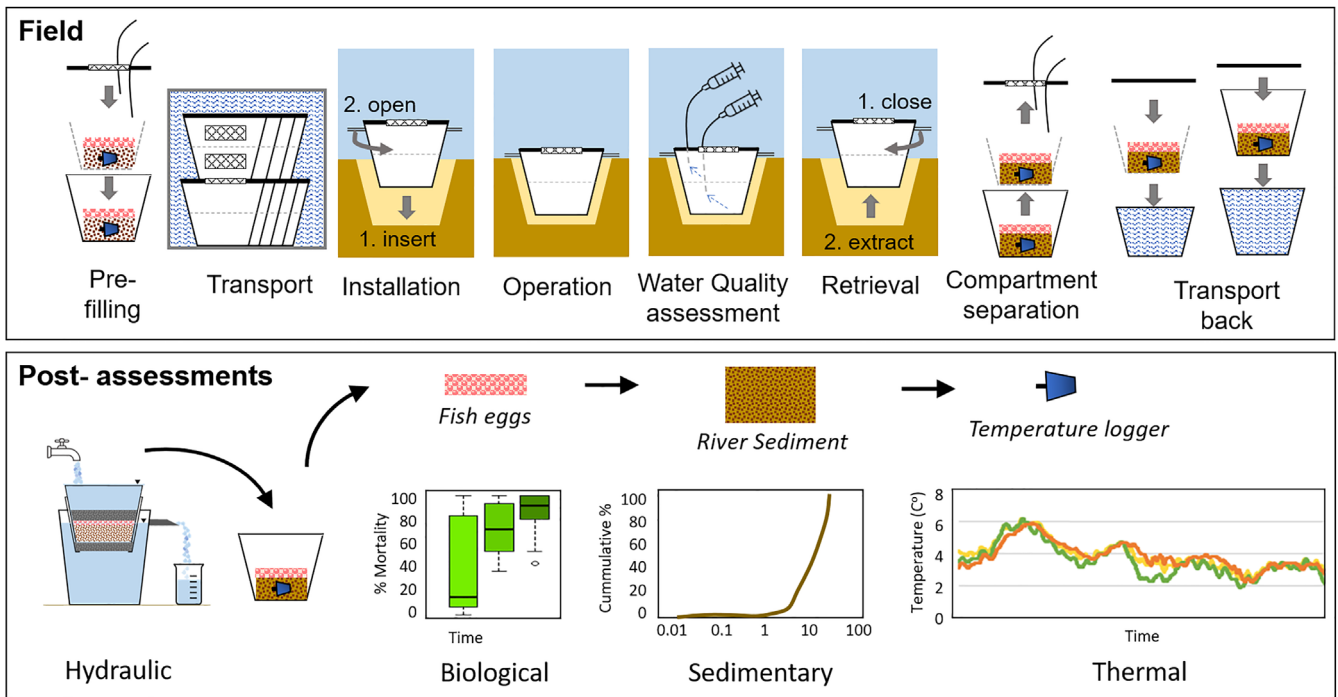 Field
2. open
1. insert
1. close
2. extract
Pre-
filling
Transport
Installation
Operation
Water Quality
assessment
Retrieval
Compartment
separation
Transport
back
Post- assessments
Fish eggs
River Sediment
Temperature logger
% Mortality
100
80
60
40
20
0
Time
Cummulative %
100
80
60
40
20
0
0.01 0.1 1 10 100
Temperature (Cº)
8
6
4
2
0
Time
Hydraulic
Biological
Sedimentary
Thermal